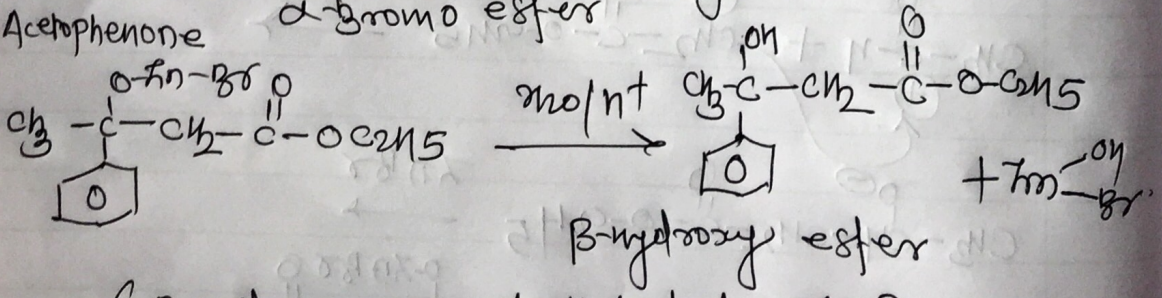 Acetophenone α-Bromo ester
O-Zn-Br O
CH3 - C - CH2 - C - OC2H5
H2O/H+
OH O
CH3 - C - CH2 - C - O - C2H5
+ Zn OH Br
β-hydroxy ester